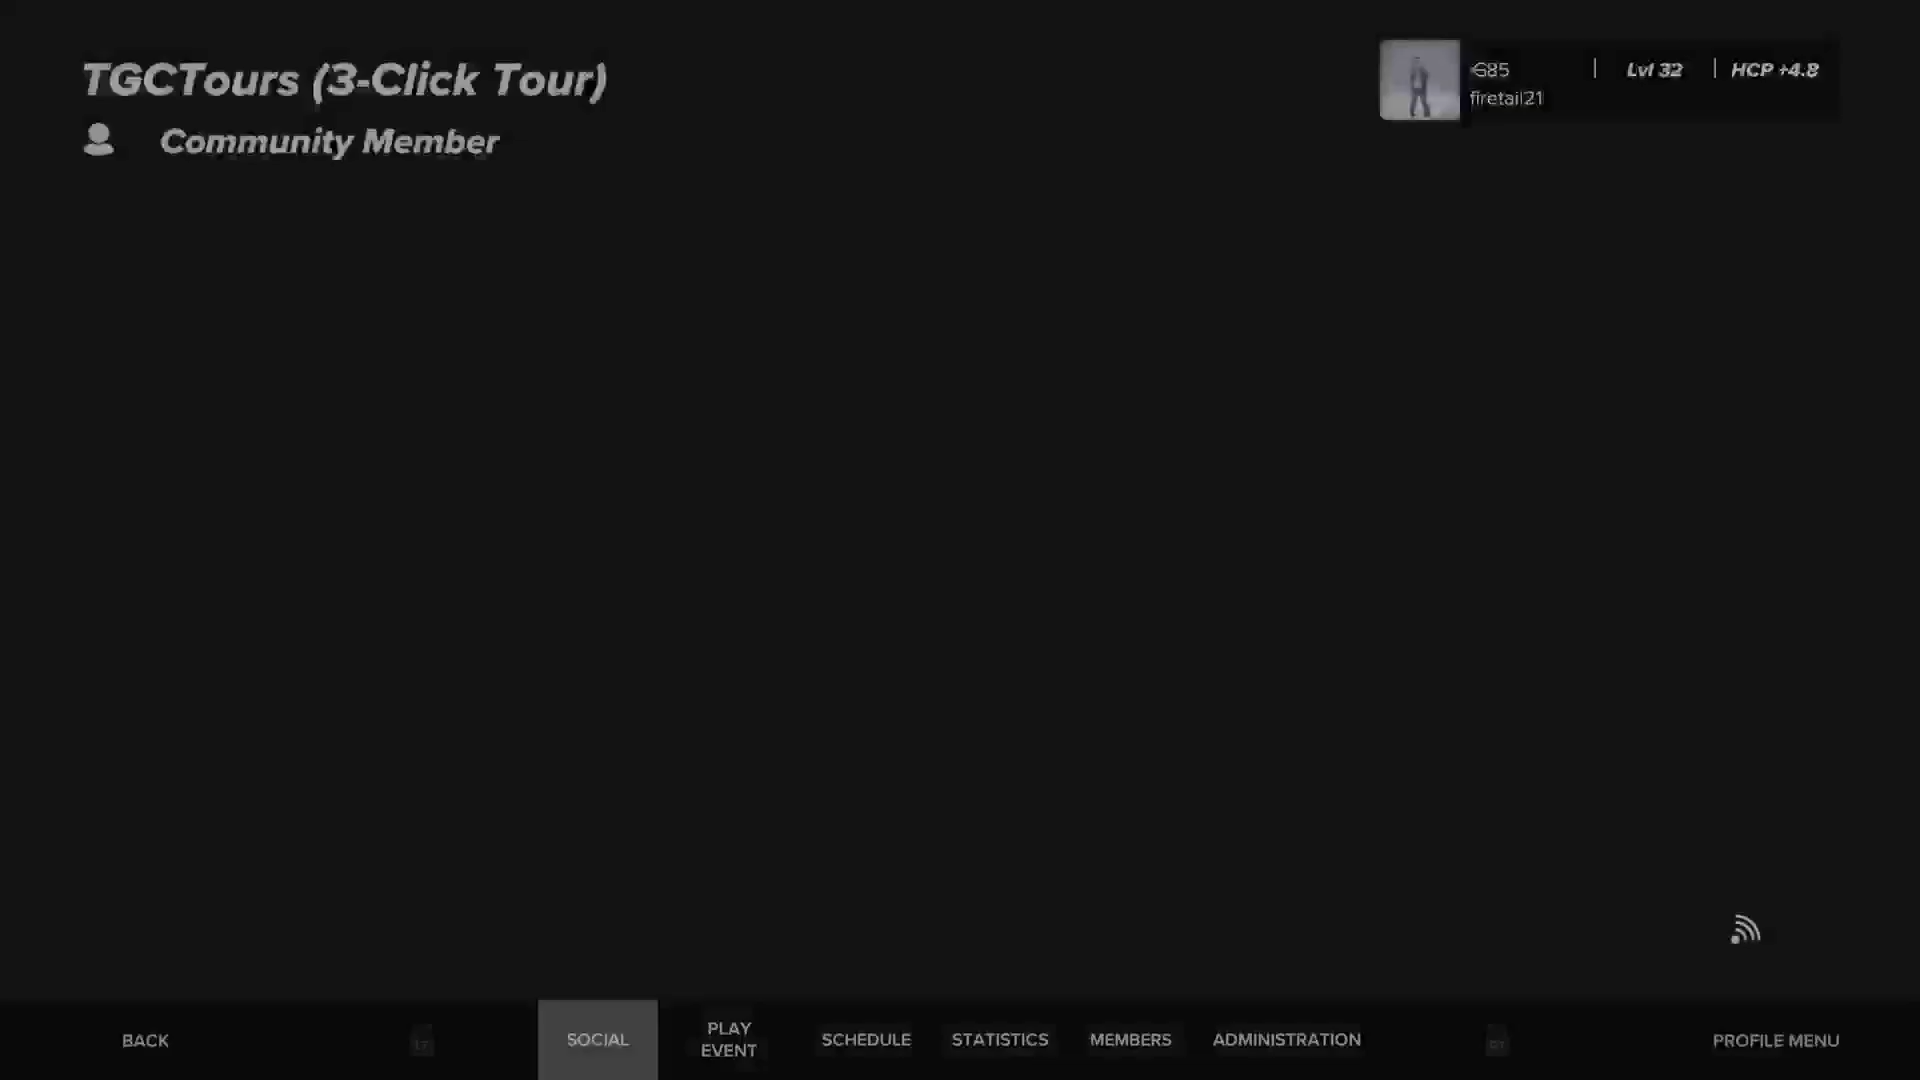 TGCTours (3-Click Tour)
Community Member
G85
firetail21
Lvl 32
HCP +4.8
BACK
SOCIAL
PLAY
EVENT
SCHEDULE
STATISTICS
MEMBERS
ADMINISTRATION
PROFILE MENU